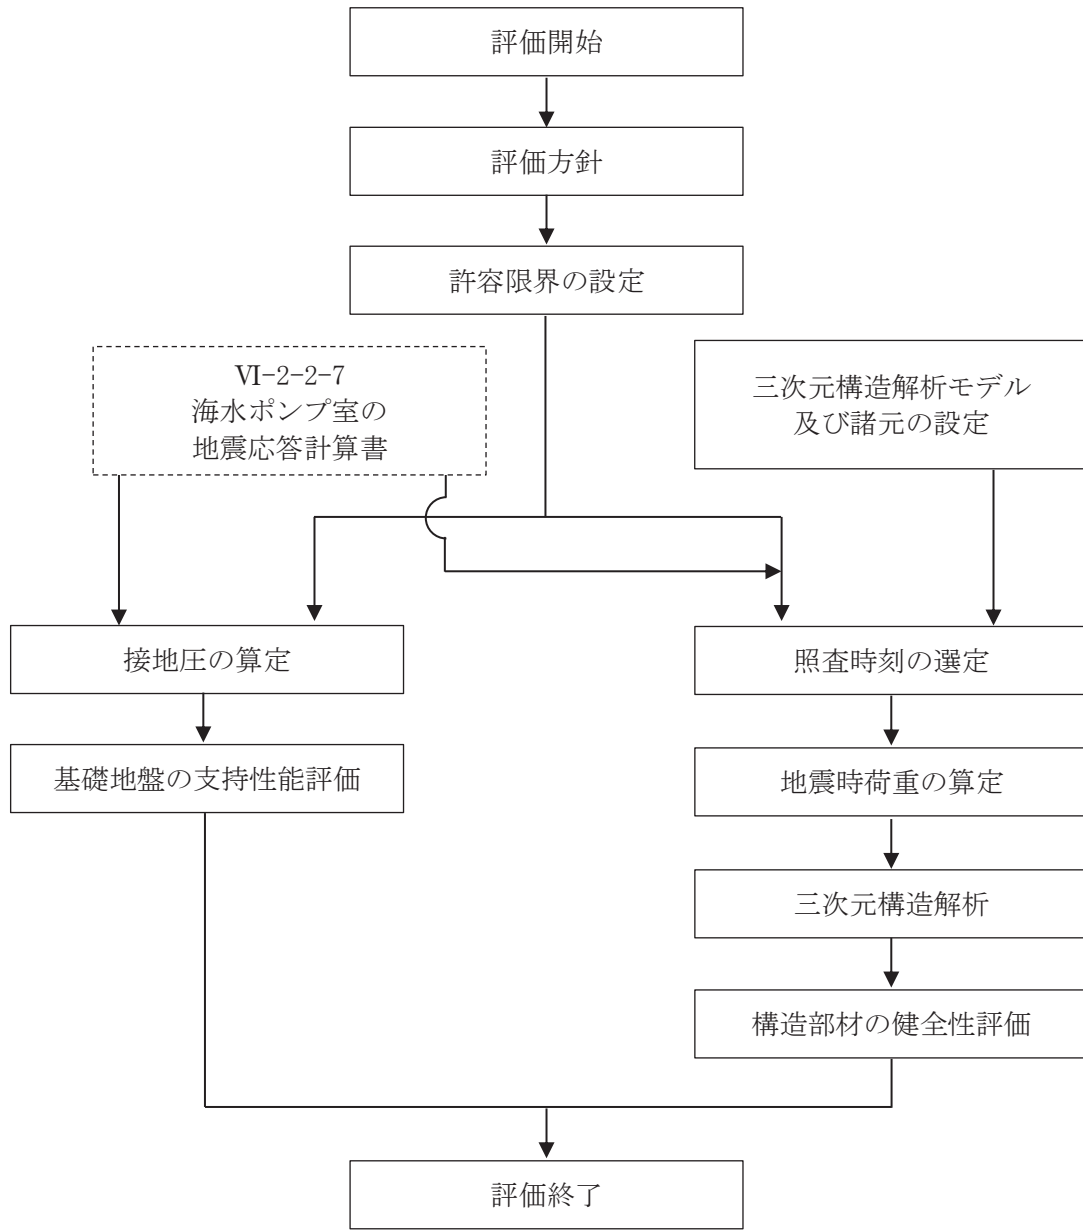 評価開始
評価方針
許容限界の設定
Ⅵ-2-2-7
海水ポンプ室の
地震応答計算書
三次元構造解析モデル
及び諸元の設定
接地圧の算定
基礎地盤の支持性能評価
照査時刻の選定
地震時荷重の算定
三次元構造解析
構造部材の健全性評価
評価終了